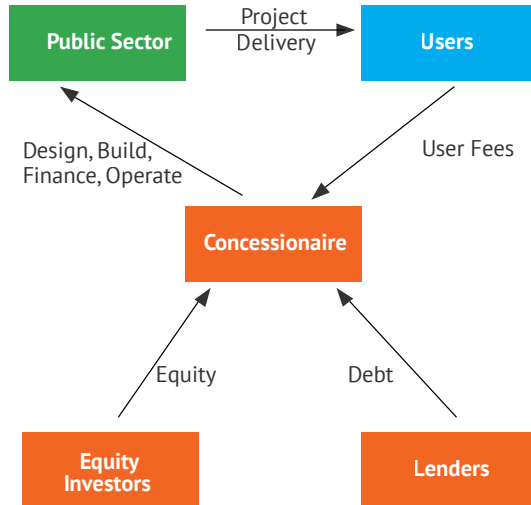 Project
Delivery
Public Sector
Users
Design, Build,
Finance, Operate
User Fees
Concessionaire
Equity
Debt
Equity
Investors
Lenders